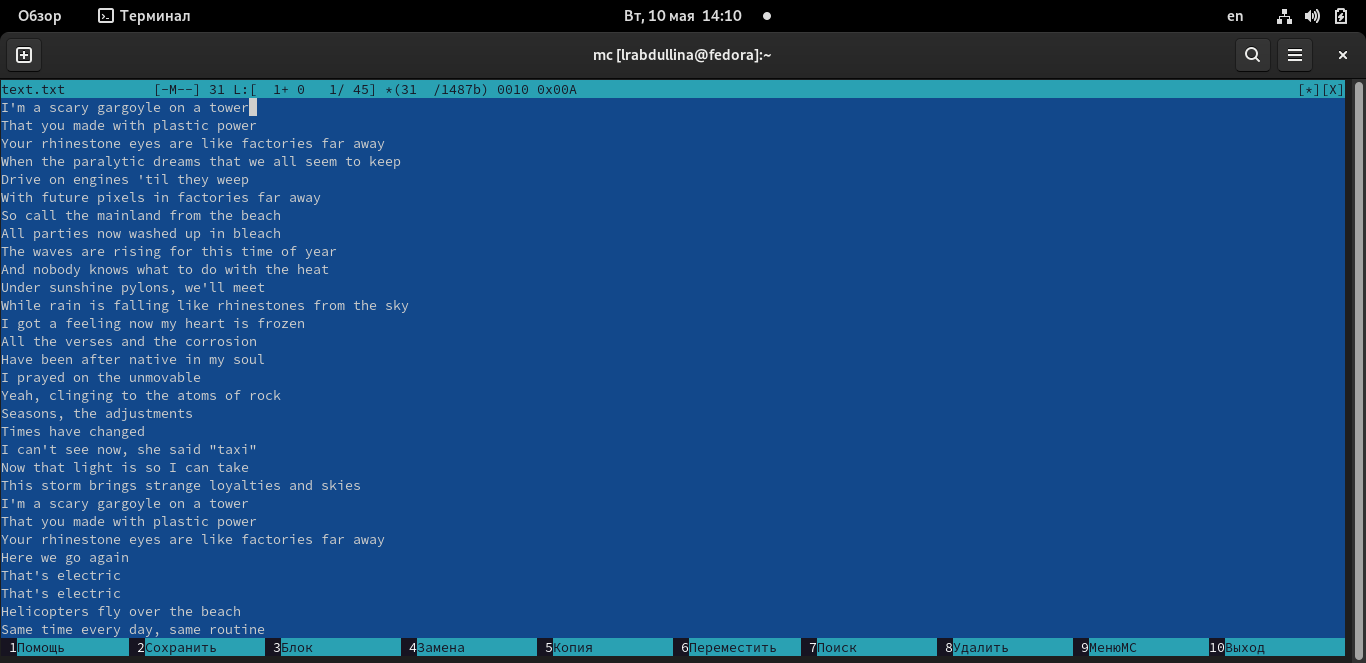 Обзор Терминал Вт, 10 мая 14:10 en
mc [lrabdullina@fedora]:~
text.txt [-M--] 31 L:[ 1+ 0 1/ 45] *(31 /1487b) 0010 0x00A [*][X]
I'm a scary gargoyle on a tower
That you made with plastic power
Your rhinestone eyes are like factories far away
When the paralytic dreams that we all seem to keep
Drive on engines 'til they weep
With future pixels in factories far away
So call the mainland from the beach
All parties now washed up in bleach
The waves are rising for this time of year
And nobody knows what to do with the heat
Under sunshine pylons, we'll meet
While rain is falling like rhinestones from the sky
I got a feeling now my heart is frozen
All the verses and the corrosion
Have been after native in my soul
I prayed on the unmovable
Yeah, clinging to the atoms of rock
Seasons, the adjustments
Times have changed
I can't see now, she said "taxi"
Now that light is so I can take
This storm brings strange loyalties and skies
I'm a scary gargoyle on a tower
That you made with plastic power
Your rhinestone eyes are like factories far away
Here we go again
That's electric
That's electric
Helicopters fly over the beach
Same time every day, same routine
1Помощь 2Сохранить 3Блок 4Замена 5Копия 6Переместить 7Поиск 8Удалить 9МенюMC 10Выход